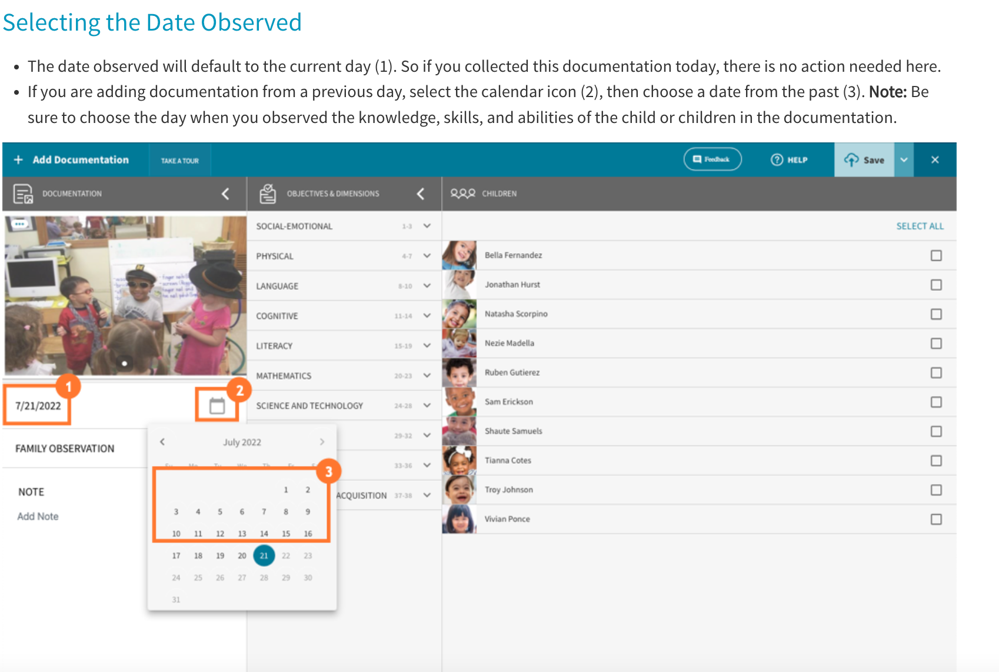 Selecting the Date Observed
• The date observed will default to the current day (1). So if you collected this documentation today, there is no action needed here.
• If you are adding documentation from a previous day, select the calendar icon (2), then choose a date from the past (3). Note: Be
sure to choose the day when you observed the knowledge, skills, and abilities of the child or children in the documentation.
+ Add Documentation TAKE A TOUR Feedback ? HELP Save ×
DOCUMENTATION
OBJECTIVES & DIMENSIONS
CHILDREN
SELECT ALL
SOCIAL-EMOTIONAL 1-3
PHYSICAL 4-7
LANGUAGE 8-10
COGNITIVE 11-14
LITERACY 15-19
MATHEMATICS 20-23
SCIENCE AND TECHNOLOGY 24-28
29-32
33-36
ACQUISITION 37-38
Bella Fernandez
Jonathan Hurst
Natasha Scorpino
Nezie Madella
Ruben Gutierez
Sam Erickson
Shaute Samuels
Tianna Cotes
Troy Johnson
Vivian Ponce
1
7/21/2022
2
FAMILY OBSERVATION
NOTE
Add Note
July 2022
3
1 2
3 4 5 6 7 8 9
10 11 12 13 14 15 16
17 18 19 20 21 22 23
24 25 26 27 28 29 30
31